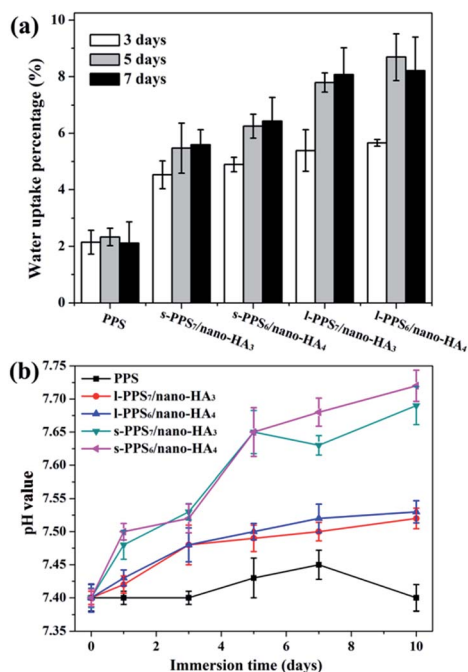 (a)
10
8
6
4
2
0
Water uptake percentage (%)
3 days
5 days
7 days
PPS
s-PPS₇/nano-HA₃
s-PPS₆/nano-HA₄
l-PPS₇/nano-HA₃
l-PPS₆/nano-HA₄
(b)
7.75
7.70
7.65
7.60
7.55
7.50
7.45
7.40
7.35
pH value
PPS
l-PPS₇/nano-HA₃
l-PPS₆/nano-HA₄
s-PPS₇/nano-HA₃
s-PPS₆/nano-HA₄
0 2 4 6 8 10
Immersion time (days)